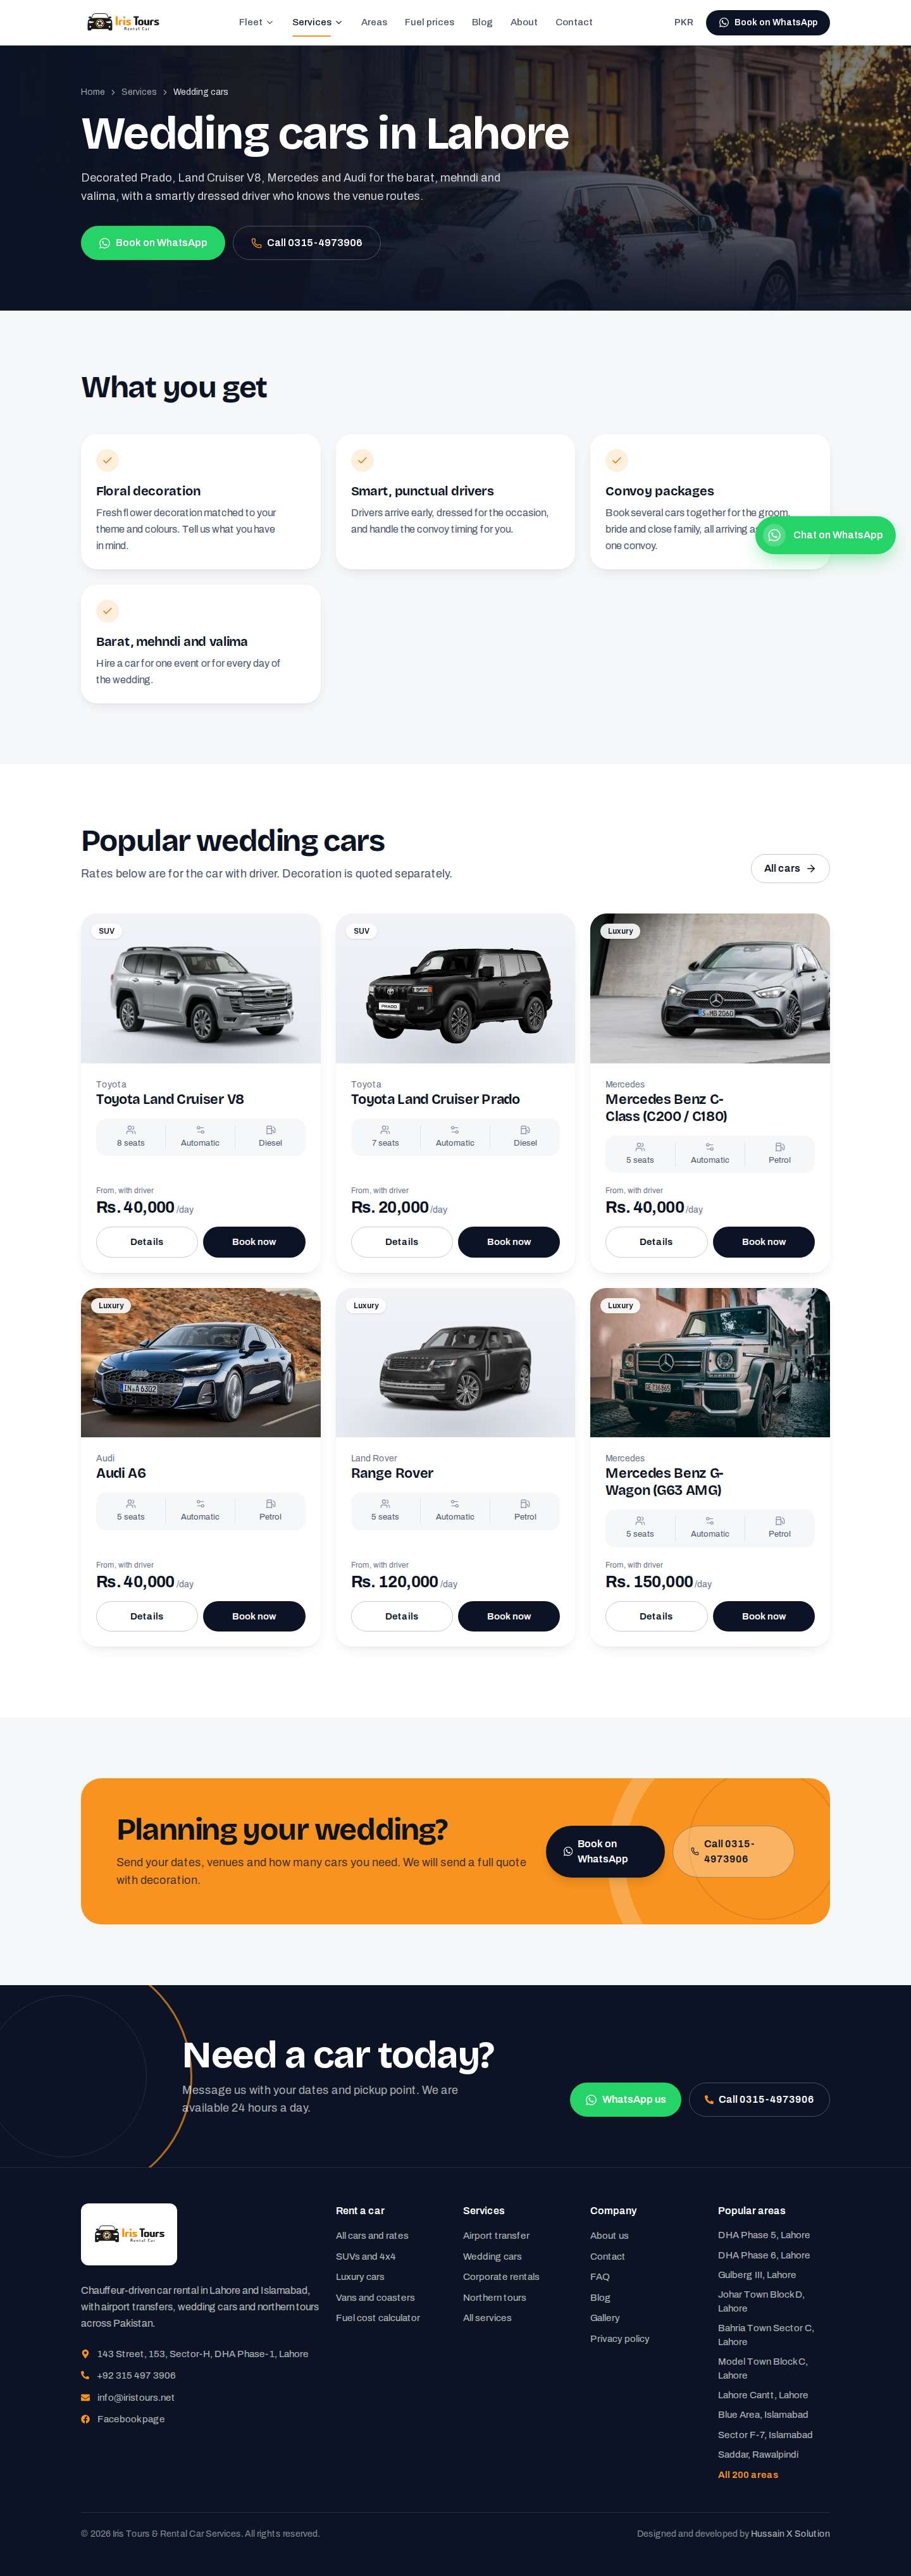 Iris Tours
Rental Car
Fleet
Services
Areas
Fuel prices
Blog
About
Contact
PKR
Book on WhatsApp
Home > Services > Wedding cars
Wedding cars in Lahore
Decorated Prado, Land Cruiser V8, Mercedes and Audi for the barat, mehndi and
valima, with a smartly dressed driver who knows the venue routes.
Book on WhatsApp
Call 0315-4973906
What you get
Floral decoration
Fresh flower decoration matched to your
theme and colours. Tell us what you have
in mind.
Smart, punctual drivers
Drivers arrive early, dressed for the occasion,
and handle the convoy timing for you.
Convoy packages
Book several cars together for the groom,
bride and close family, all arriving
one convoy.
Chat on WhatsApp
Barat, mehndi and valima
Hire a car for one event or for every day of
the wedding.
Popular wedding cars
Rates below are for the car with driver. Decoration is quoted separately.
All cars
SUV
Toyota
Toyota Land Cruiser V8
8 seats
Automatic
Diesel
From, with driver
Rs. 40,000 /day
Details
Book now
SUV
PRADO
Toyota
Toyota Land Cruiser Prado
7 seats
Automatic
Diesel
From, with driver
Rs. 20,000 /day
Details
Book now
Luxury
S-MB 2060
Mercedes
Mercedes Benz C-
Class (C200 / C180)
5 seats
Automatic
Petrol
From, with driver
Rs. 40,000 /day
Details
Book now
Luxury
IN A 6302
Audi
Audi A6
5 seats
Automatic
Petrol
From, with driver
Rs. 40,000 /day
Details
Book now
Luxury
Land Rover
Range Rover
5 seats
Automatic
Petrol
From, with driver
Rs. 120,000 /day
Details
Book now
Luxury
Mercedes
Mercedes Benz G-
Wagon (G63 AMG)
5 seats
Automatic
Petrol
From, with driver
Rs. 150,000 /day
Details
Book now
Planning your wedding?
Send your dates, venues and how many cars you need. We will send a full quote
with decoration.
Book on
WhatsApp
Call 0315-
4973906
Need a car today?
Message us with your dates and pickup point. We are
available 24 hours a day.
WhatsApp us
Call 0315-4973906
Iris Tours
Rental Car
Chauffeur-driven car rental in Lahore and Islamabad,
with airport transfers, wedding cars and northern tours
across Pakistan.
143 Street, 153, Sector-H, DHA Phase-1, Lahore
+92 315 497 3906
info@iristours.net
Facebook page
Rent a car
All cars and rates
SUVs and 4x4
Luxury cars
Vans and coasters
Fuel cost calculator
Services
Airport transfer
Wedding cars
Corporate rentals
Northern tours
All services
Company
About us
Contact
FAQ
Blog
Gallery
Privacy policy
Popular areas
DHA Phase 5, Lahore
DHA Phase 6, Lahore
Gulberg III, Lahore
Johar Town Block D,
Lahore
Bahria Town Sector C,
Lahore
Model Town Block C,
Lahore
Lahore Cantt, Lahore
Blue Area, Islamabad
Sector F-7, Islamabad
Saddar, Rawalpindi
All 200 areas
© 2026 Iris Tours & Rental Car Services. All rights reserved.
Designed and developed by Hussain X Solution